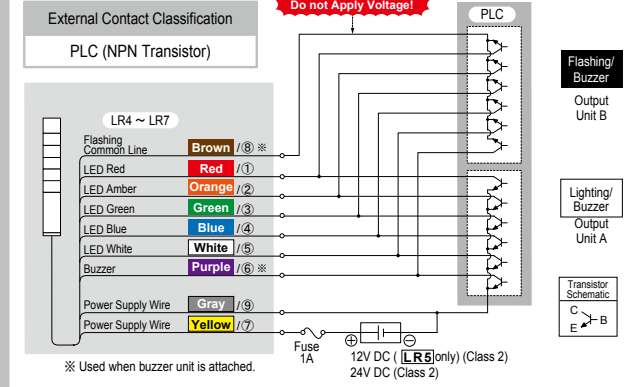 External Contact Classification
PLC (NPN Transistor)
Do not Apply Voltage!
PLC
Flashing/
Buzzer
Output
Unit B
LR4 ~ LR7
Flashing
Common Line
Brown /⑧ ※
LED Red
Red /①
LED Amber
Orange /②
LED Green
Green /③
LED Blue
Blue /④
LED White
White /⑤
Buzzer
Purple /⑥ ※
Power Supply Wire
Gray /⑨
Power Supply Wire
Yellow /⑦
Lighting/
Buzzer
Output
Unit A
Transistor
Schematic
C
B
E
Fuse
1A
⊕
⊖
12V DC ( LR5 only) (Class 2)
24V DC (Class 2)
※ Used when buzzer unit is attached.